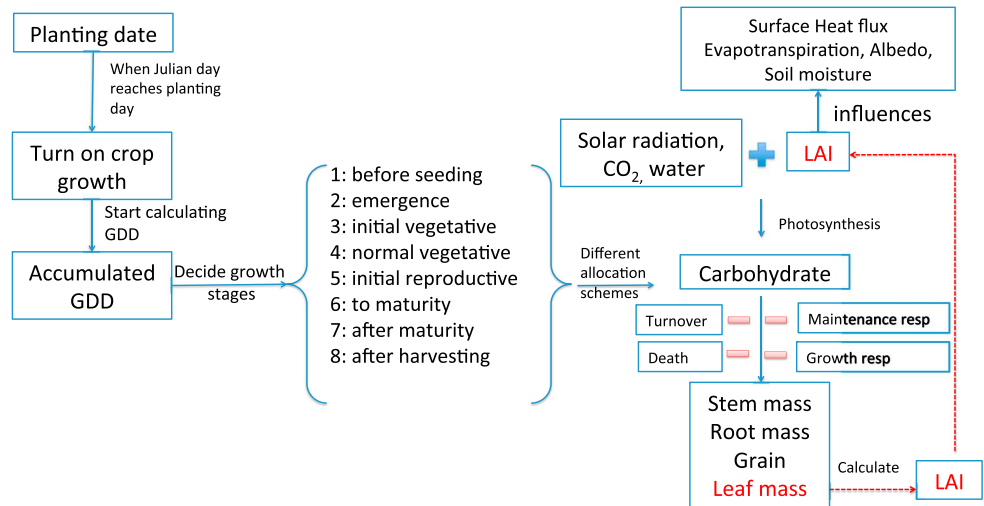 Planting date
When Julian day
reaches planting
day
Turn on crop
growth
Start calculating
GDD
Accumulated
GDD
Decide growth
stages
1: before seeding
2: emergence
3: initial vegetative
4: normal vegetative
5: initial reproductive
6: to maturity
7: after maturity
8: after harvesting
Different
allocation
schemes
Surface Heat flux
Evapotranspiration, Albedo,
Soil moisture
influences
Solar radiation,
CO2, water
LAI
Photosynthesis
Carbohydrate
Turnover
Maintenance resp
Death
Growth resp
Stem mass
Root mass
Grain
Leaf mass
Calculate
LAI